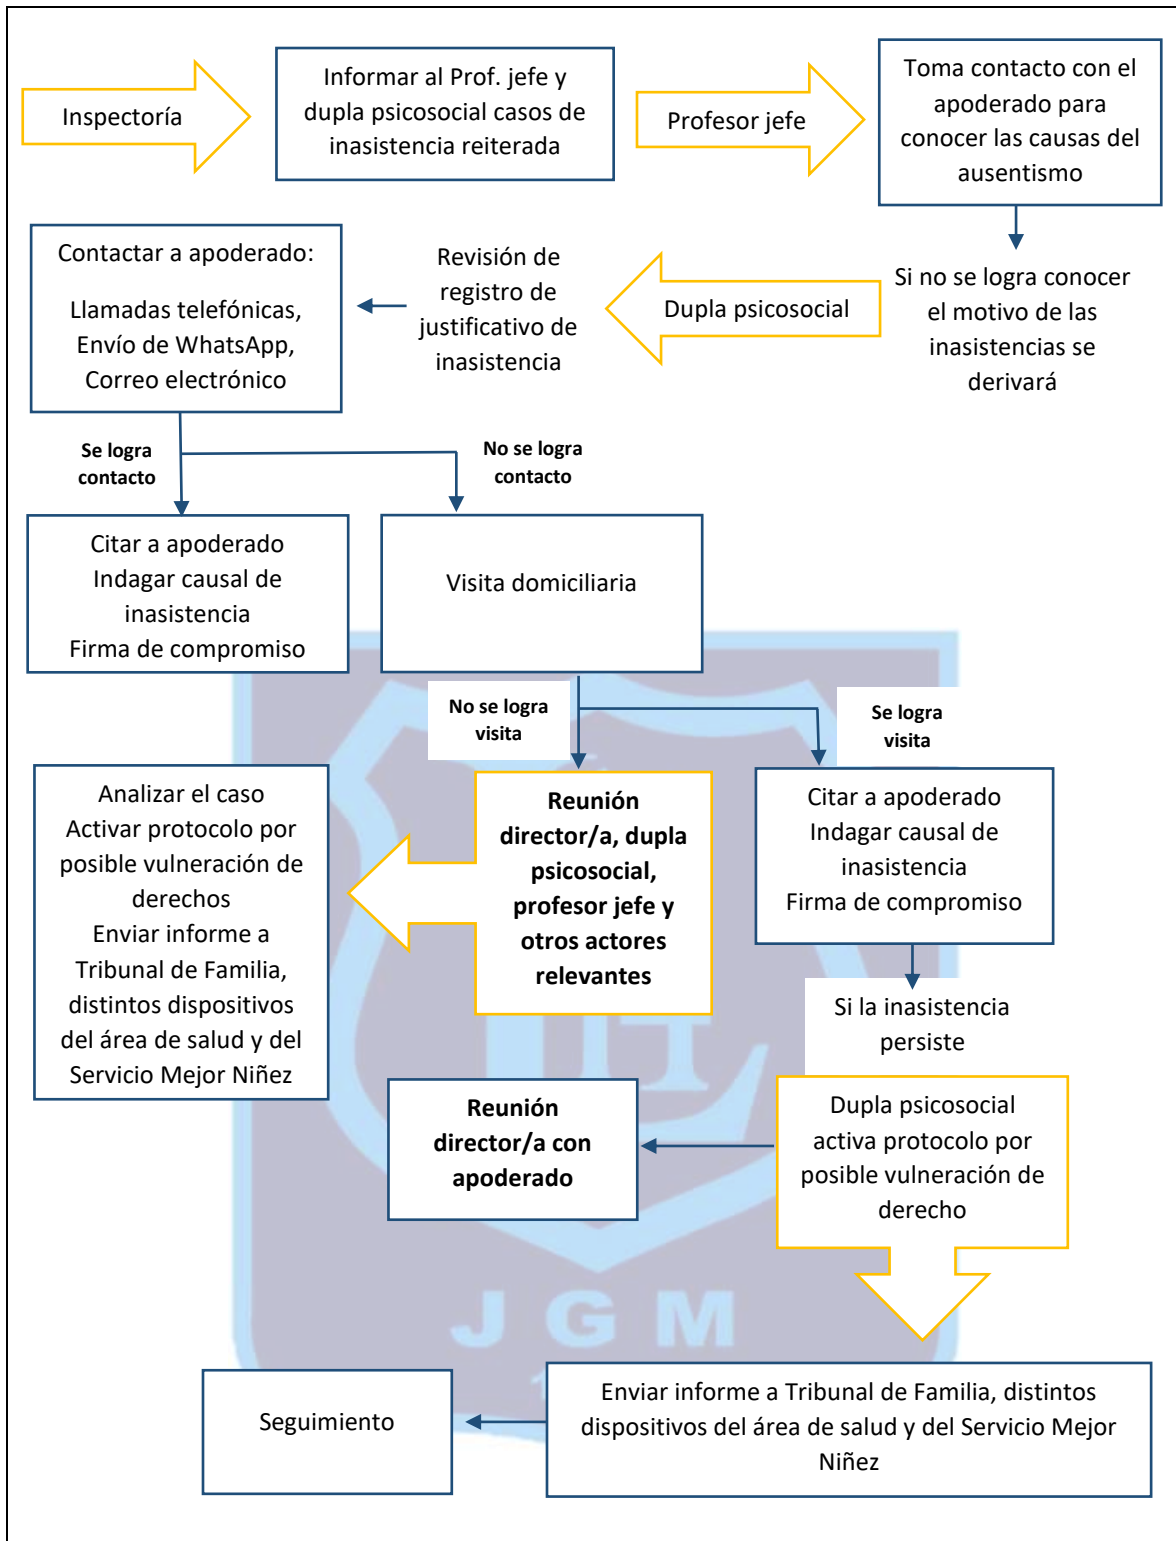 Inspectoría
Informar al Prof. jefe y
dupla psicosocial casos de
inasistencia reiterada
Profesor jefe
Toma contacto con el
apoderado para
conocer las causas del
ausentismo
Si no se logra conocer
el motivo de las
inasistencias se
derivará
Dupla psicosocial
Revisión de
registro de
justificativo de
inasistencia
Contactar a apoderado:
Llamadas telefónicas,
Envío de WhatsApp,
Correo electrónico
Se logra
contacto
No se logra
contacto
Citar a apoderado
Indagar causal de
inasistencia
Firma de compromiso
Visita domiciliaria
No se logra
visita
Se logra
visita
Reunión
director/a, dupla
psicosocial,
profesor jefe y
otros actores
relevantes
Analizar el caso
Activar protocolo por
posible vulneración de
derechos
Enviar informe a
Tribunal de Familia,
distintos dispositivos
del área de salud y del
Servicio Mejor Niñez
Citar a apoderado
Indagar causal de
inasistencia
Firma de compromiso
Si la inasistencia
persiste
Dupla psicosocial
activa protocolo por
posible vulneración de
derecho
Reunión
director/a con
apoderado
Enviar informe a Tribunal de Familia, distintos
dispositivos del área de salud y del Servicio Mejor
Niñez
Seguimiento
J G M